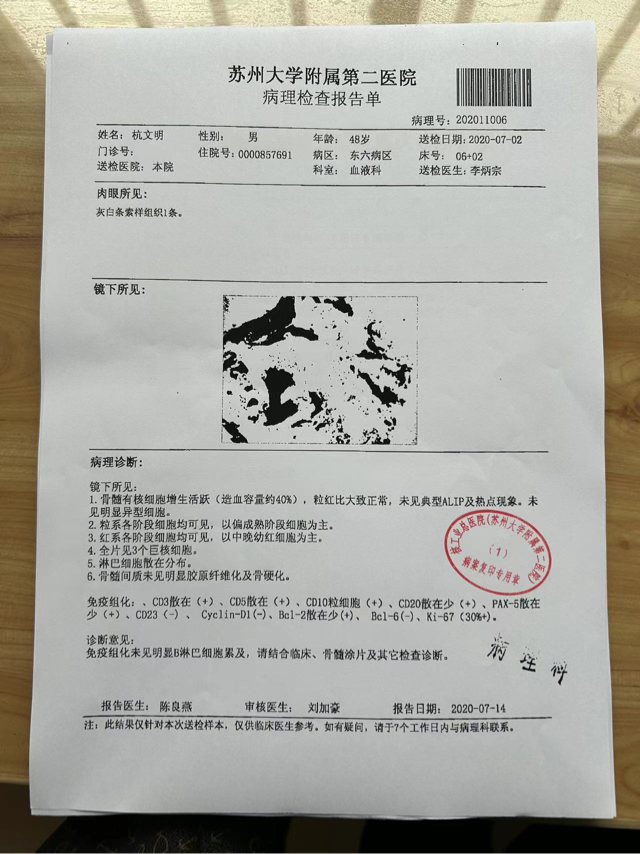 苏州大学附属第二医院
病理检查报告单
病理号: 202011006
姓名: 杭文明 性别: 男 年龄: 48岁 送检日期: 2020-07-02
门诊号: 住院号: 0000857691 病区: 东六病区 床号: 06+02
送检医院: 本院 科室: 血液科 送检医生: 李炳宗
肉眼所见:
灰白条索样组织1条。
镜下所见:
病理诊断:
镜下所见:
1. 骨髓有核细胞增生活跃（造血容量约40%），粒红比大致正常，未见典型ALIP及热点现象。未
见明显异型细胞。
2. 粒系各阶段细胞均可见，以偏成熟阶段细胞为主。
3. 红系各阶段细胞均可见，以中晚幼红细胞为主。
4. 全片见3个巨核细胞。
5. 淋巴细胞散在分布。
6. 骨髓间质未见明显胶原纤维化及骨硬化。
免疫组化: 、CD3散在（+）、CD5散在（+）、CD10粒细胞（+）、CD20散在少（+）、PAX-5散在
少（+）、CD23（-）、 Cyclin-D1(-)、Bcl-2散在少(+)、 Bcl-6(-)、Ki-67（30%+）。
诊断意见:
免疫组化未见明显B淋巴细胞累及，请结合临床、骨髓涂片及其它检查诊断。
核工业总医院(苏州大学附属第二医院)
(1)
病案复印专用章
病理科
报告医生: 陈良燕 审核医生: 刘加豪 报告日期: 2020-07-14
注: 此结果仅针对本次送检样本，仅供临床医生参考。如有疑问，请于7个工作日内与病理科联系。